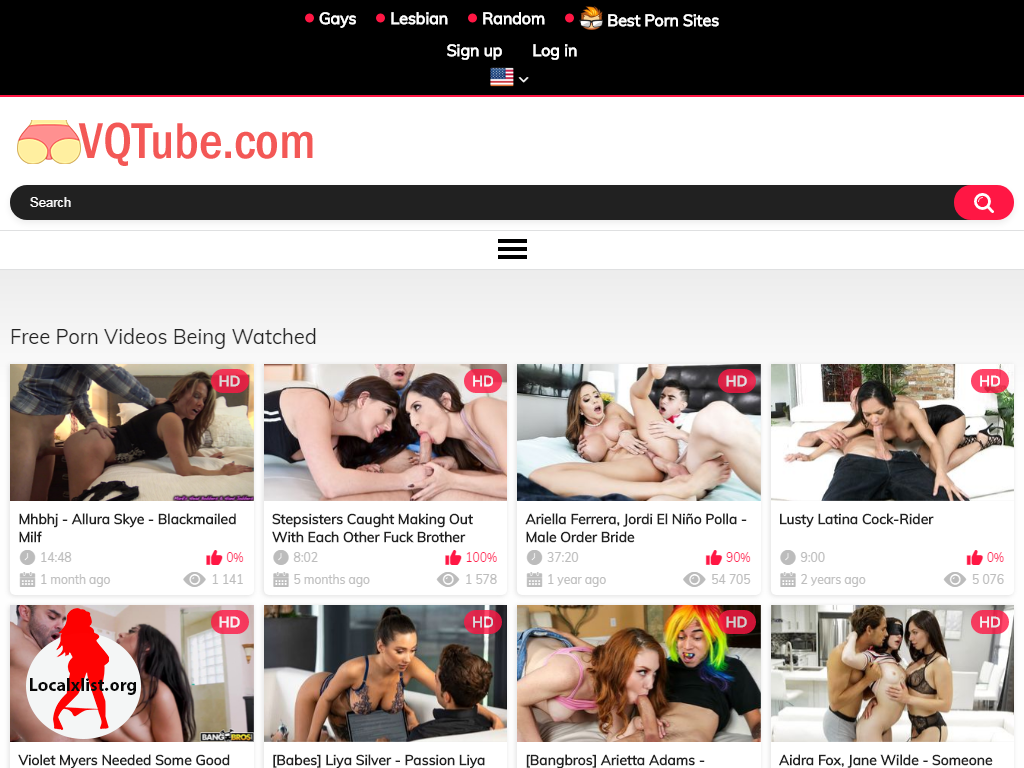 Gays Lesbian Random Best Porn Sites
Sign up Log in
VQTube.com
Search
Free Porn Videos Being Watched
HD HD HD HD
Mhbhj - Allura Skye - Blackmailed
Milf
14:48 0%
1 month ago 1 141
Stepsisters Caught Making Out
With Each Other Fuck Brother
8:02 100%
5 months ago 1 578
Ariella Ferrera, Jordi El Niño Polla -
Male Order Bride
37:20 90%
1 year ago 54 705
Lusty Latina Cock-Rider
9:00 0%
2 years ago 5 076
HD HD HD HD
Localxlist.org
BANGBROS
Violet Myers Needed Some Good
[Babes] Liya Silver - Passion Liya
[Bangbros] Arietta Adams -
Aidra Fox, Jane Wilde - Someone